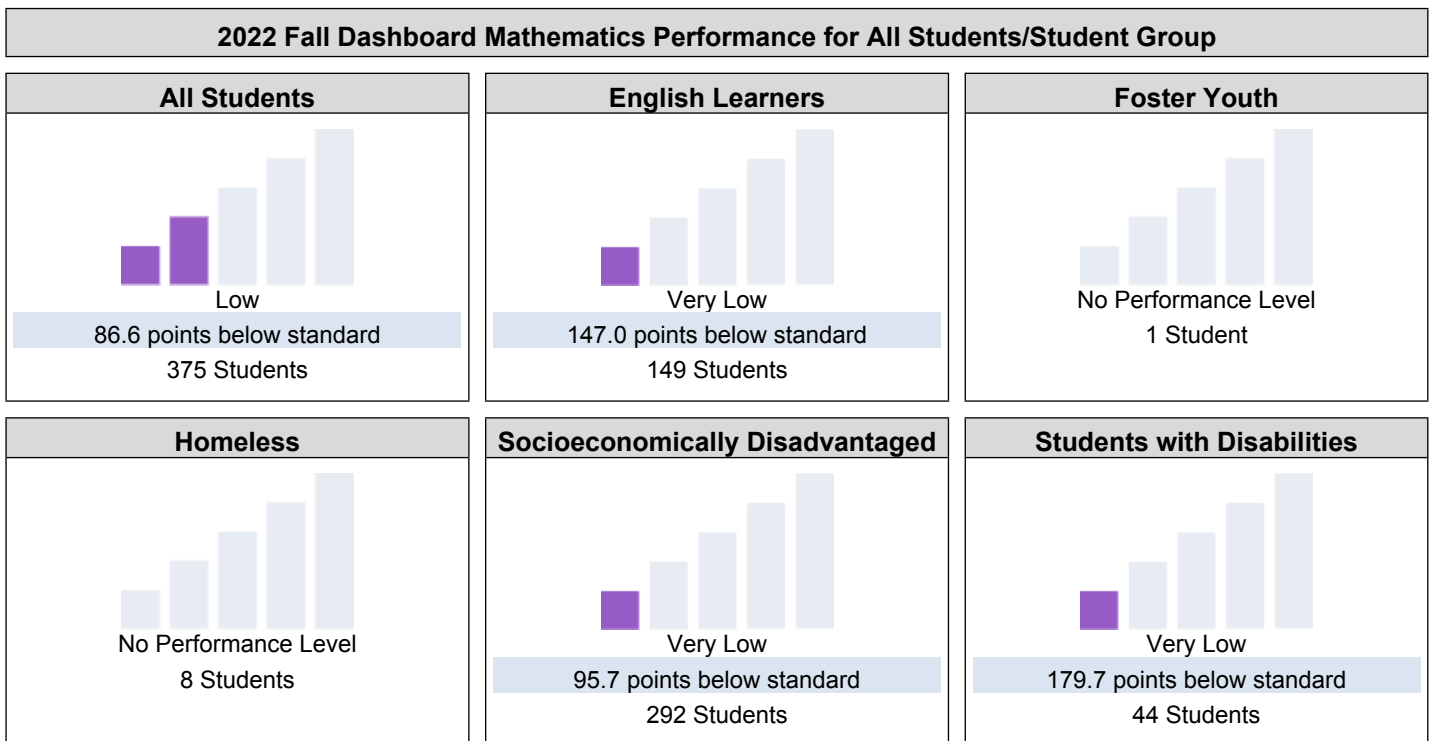 2022 Fall Dashboard Mathematics Performance for All Students/Student Group
All Students
Low
86.6 points below standard
375 Students
English Learners
Very Low
147.0 points below standard
149 Students
Foster Youth
No Performance Level
1 Student
Homeless
No Performance Level
8 Students
Socioeconomically Disadvantaged
Very Low
95.7 points below standard
292 Students
Students with Disabilities
Very Low
179.7 points below standard
44 Students